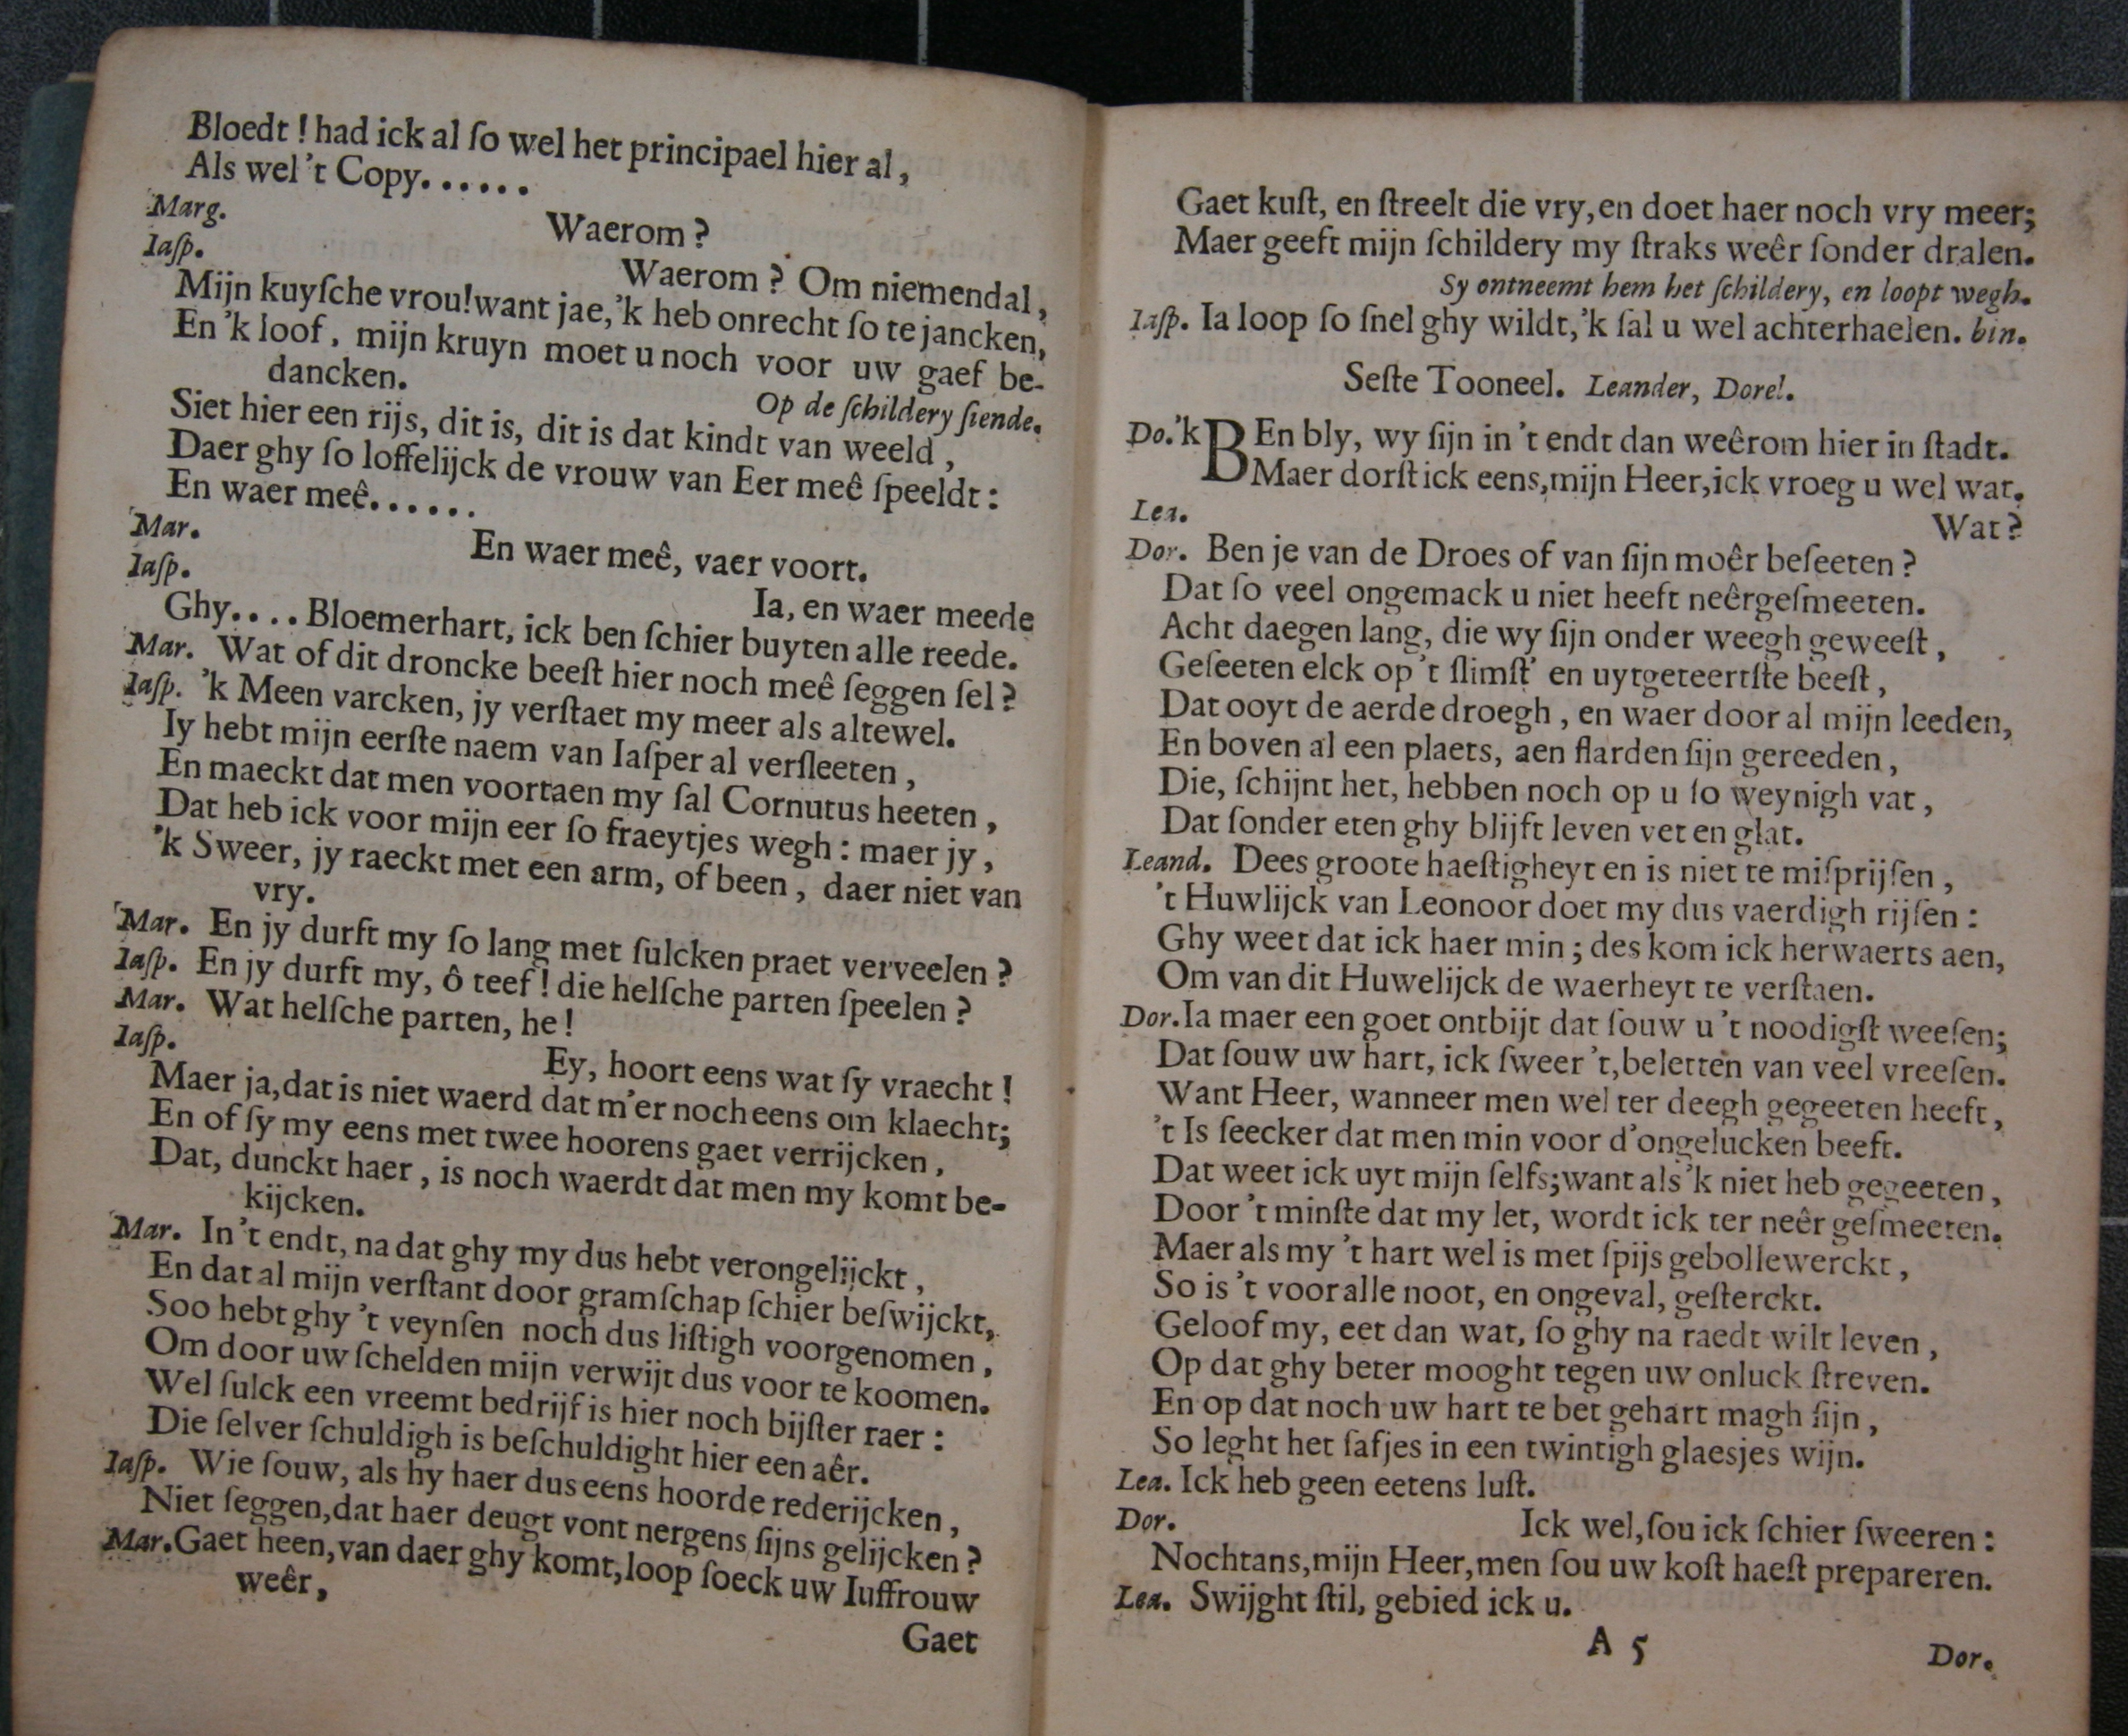 Bloedt ! had ick al ſo wel het principael hier al ,
Als wel 't Copy. . . . . .
Marg.
Waerom ?
Iaſp.
Waerom ? Om niemendal ,
Mijn kuyſche vrou! want jae, 'k heb onrecht ſo te jancken,
En 'k loof , mijn kruyn moet u noch voor uw gaef be-
dancken.
Op de ſchildery ſiende.
Siet hier een rijs, dit is, dit is dat kindt van weeld ,
Daer ghy ſo loffelijck de vrouw van Eer meê ſpeeldt :
En waer meê. . . . . .
Mar.
En waer meê, vaer voort.
Iaſp.
Ia, en waer meede
Ghy. . . . Bloemerhart, ick ben ſchier buyten alle reede.
Mar. Wat of dit droncke beeſt hier noch meê ſeggen ſel ?
Iaſp. 'k Meen varcken, jy verſtaet my meer als altewel.
Iy hebt mijn eerſte naem van Iaſper al verſleeten ,
En maeckt dat men voortaen my ſal Cornutus heeten ,
Dat heb ick voor mijn eer ſo fraeytjes wegh : maer jy ,
'k Sweer, jy raeckt met een arm, of been , daer niet van
vry.
Mar. En jy durft my ſo lang met ſulcken praet verveelen ?
Iaſp. En jy durft my, ô teef ! die helſche parten ſpeelen ?
Mar. Wat helſche parten, he !
Iaſp.
Ey, hoort eens wat ſy vraecht !
Maer ja, dat is niet waerd dat m'er noch eens om klaecht;
En of ſy my eens met twee hoorens gaet verrijcken ,
Dat, dunckt haer , is noch waerdt dat men my komt be-
kijcken.
Mar. In 't endt, na dat ghy my dus hebt verongelijckt ,
En dat al mijn verſtant door gramſchap ſchier beſwijckt,
Soo hebt ghy 't veynſen noch dus liſtigh voorgenomen ,
Om door uw ſchelden mijn verwijt dus voor te koomen.
Wel ſulck een vreemt bedrijf is hier noch bijſter raer :
Die ſelver ſchuldigh is beſchuldight hier een aêr.
Iaſp. Wie ſouw, als hy haer dus eens hoorde rederijcken ,
Niet ſeggen, dat haer deugt vont nergens ſijns gelijcken ?
Mar. Gaet heen, van daer ghy komt, loop ſoeck uw Iuffrouw
weêr ,
Gaet
Gaet kuſt, en ſtreelt die vry, en doet haer noch vry meer;
Maer geeft mijn ſchildery my ſtraks weêr ſonder dralen.
Sy ontneemt hem het ſchildery, en loopt wegh.
Iaſp. Ia loop ſo ſnel ghy wildt, 'k ſal u wel achterhaelen. bin.
Seſte Tooneel. Leander, Dorel.
Do. 'k BEn bly, wy ſijn in 't endt dan weêrom hier in ſtadt.
Maer dorſt ick eens, mijn Heer, ick vroeg u wel wat.
Lea.
Wat ?
Dor. Ben je van de Droes of van ſijn moêr beſeeten ?
Dat ſo veel ongemack u niet heeft neêrgeſmeeten.
Acht daegen lang, die wy ſijn onder weegh geweeſt ,
Geſeeten elck op 't ſlimſt' en uytgeteertſte beeſt ,
Dat ooyt de aerde droegh , en waer door al mijn leeden,
En boven al een plaets, aen flarden ſijn gereeden ,
Die, ſchijnt het, hebben noch op u ſo weynigh vat ,
Dat ſonder eten ghy blijft leven vet en glat.
Leand. Dees groote haeſtigheyt en is niet te miſprijſen ,
't Huwlijck van Leonoor doet my dus vaerdigh rijſen :
Ghy weet dat ick haer min ; des kom ick herwaerts aen,
Om van dit Huwelijck de waerheyt te verſtaen.
Dor. Ia maer een goet ontbijt dat ſouw u 't noodigſt weeſen;
Dat ſouw uw hart, ick ſweer 't, beletten van veel vreeſen.
Want Heer, wanneer men wel ter deegh gegeeten heeft ,
't Is ſeecker dat men min voor d'ongelucken beeft.
Dat weet ick uyt mijn ſelfs; want als 'k niet heb gegeeten ,
Door 't minſte dat my let, wordt ick ter neêr geſmeeten.
Maer als my 't hart wel is met ſpijs gebollewerckt ,
So is 't voor alle noot, en ongeval, geſterckt.
Geloof my, eet dan wat, ſo ghy na raedt wilt leven ,
Op dat ghy beter mooght tegen uw onluck ſtreven.
En op dat noch uw hart te bet gehart magh ſijn ,
So leght het ſafjes in een twintigh glaesjes wijn.
Lea. Ick heb geen eetens luſt.
Dor.
Ick wel, ſou ick ſchier ſweeren :
Nochtans, mijn Heer, men ſou uw koſt haeſt prepareren.
Lea. Swijght ſtil, gebied ick u.
A 5
Dor.